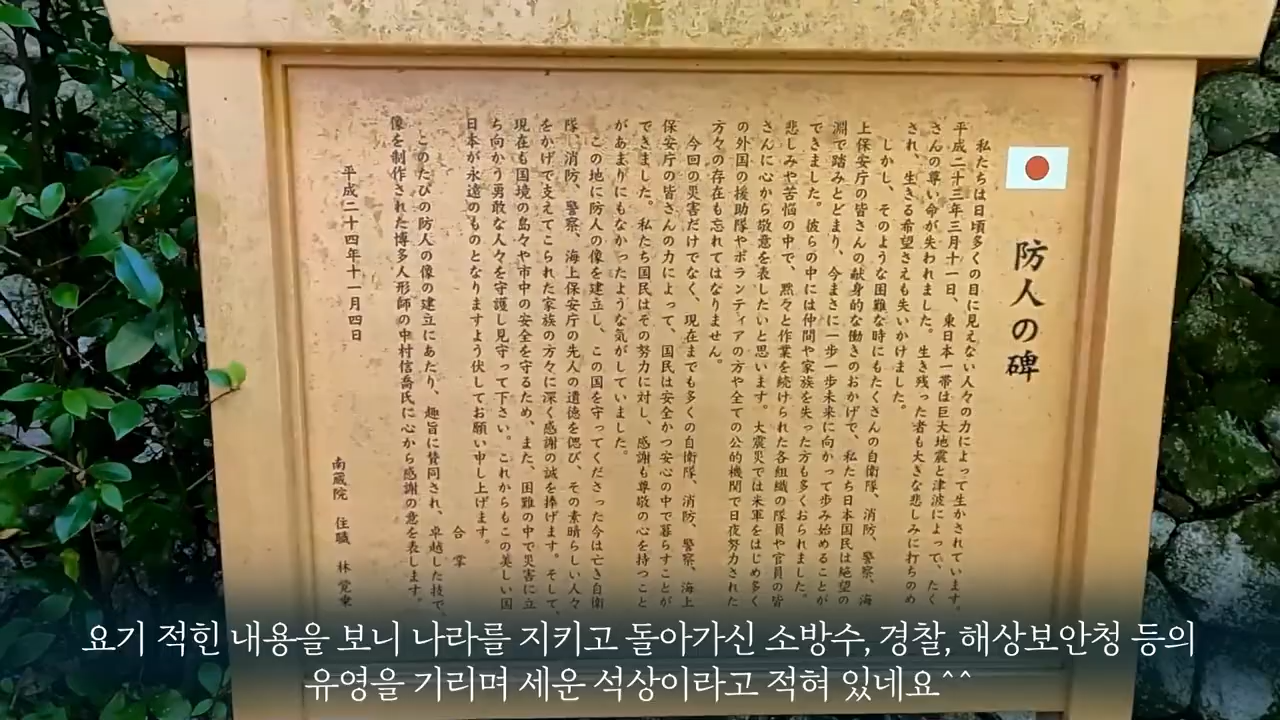 防人の碑
私たちは日頃多くの目に見えない人々の力によって生かされています。
平成二十三年三月十一日、東日本一帯は巨大地震と津波によって、たく
さんの尊い命が失われました。生き残った者も大きな悲しみに打ちのめ
され、生きる希望さえも失いかけました。
しかし、そのような困難な時にもたくさんの自衛隊、消防、警察、海
上保安庁の皆さんの献身的な働きのおかげで、私たち日本国民は絶望の
淵で踏みとどまり、今まさに一歩一歩未来に向かって歩み始めることが
できました。彼らの中には仲間や家族を失った方も多くおられました。
悲しみや苦悩の中で、黙々と作業を続けられた各組織の隊員や官員の皆
さんに心から敬意を表したいと思います。大震災では米軍をはじめ多く
の外国の援助隊やボランティアの方や全ての公的機関で日夜努力された
方々の存在も忘れてはなりません。
今回の災害だけでなく、現在までも多くの自衛隊、消防、警察、海上
保安庁の皆さんの力によって、国民は安全かつ安心の中で暮らすことが
できました。私たち国民はその努力に対し、感謝も尊敬の心を持つこと
があまりにもなかったような気がしていました。
この地に防人の像を建立し、この国を守ってくださった今は亡き自衛
隊、消防、警察、海上保安庁の先人の遺徳を偲び、その素晴らしい人々
をかげで支えてこられた家族の方々に深く感謝の誠を捧げます。そして、
現在も国境の島々や市中の安全を守るため、また、困難の中で災害に立
ち向かう勇敢な人々を守護し見守って下さい。これからもこの美しい国
日本が永遠のものとなりますよう伏してお願い申し上げます。
合掌
このたびの防人の像の建立にあたり、趣旨に賛同され、卓越した技で、
像を制作された博多人形師の中村信喬氏に心から感謝の意を表します。
平成二十四年十一月四日
南蔵院 住職 林覚乗
요기 적힌 내용을 보니 나라를 지키고 돌아가신 소방수, 경찰, 해상보안청 등의
유영을 기리며 세운 석상이라고 적혀 있네요^^